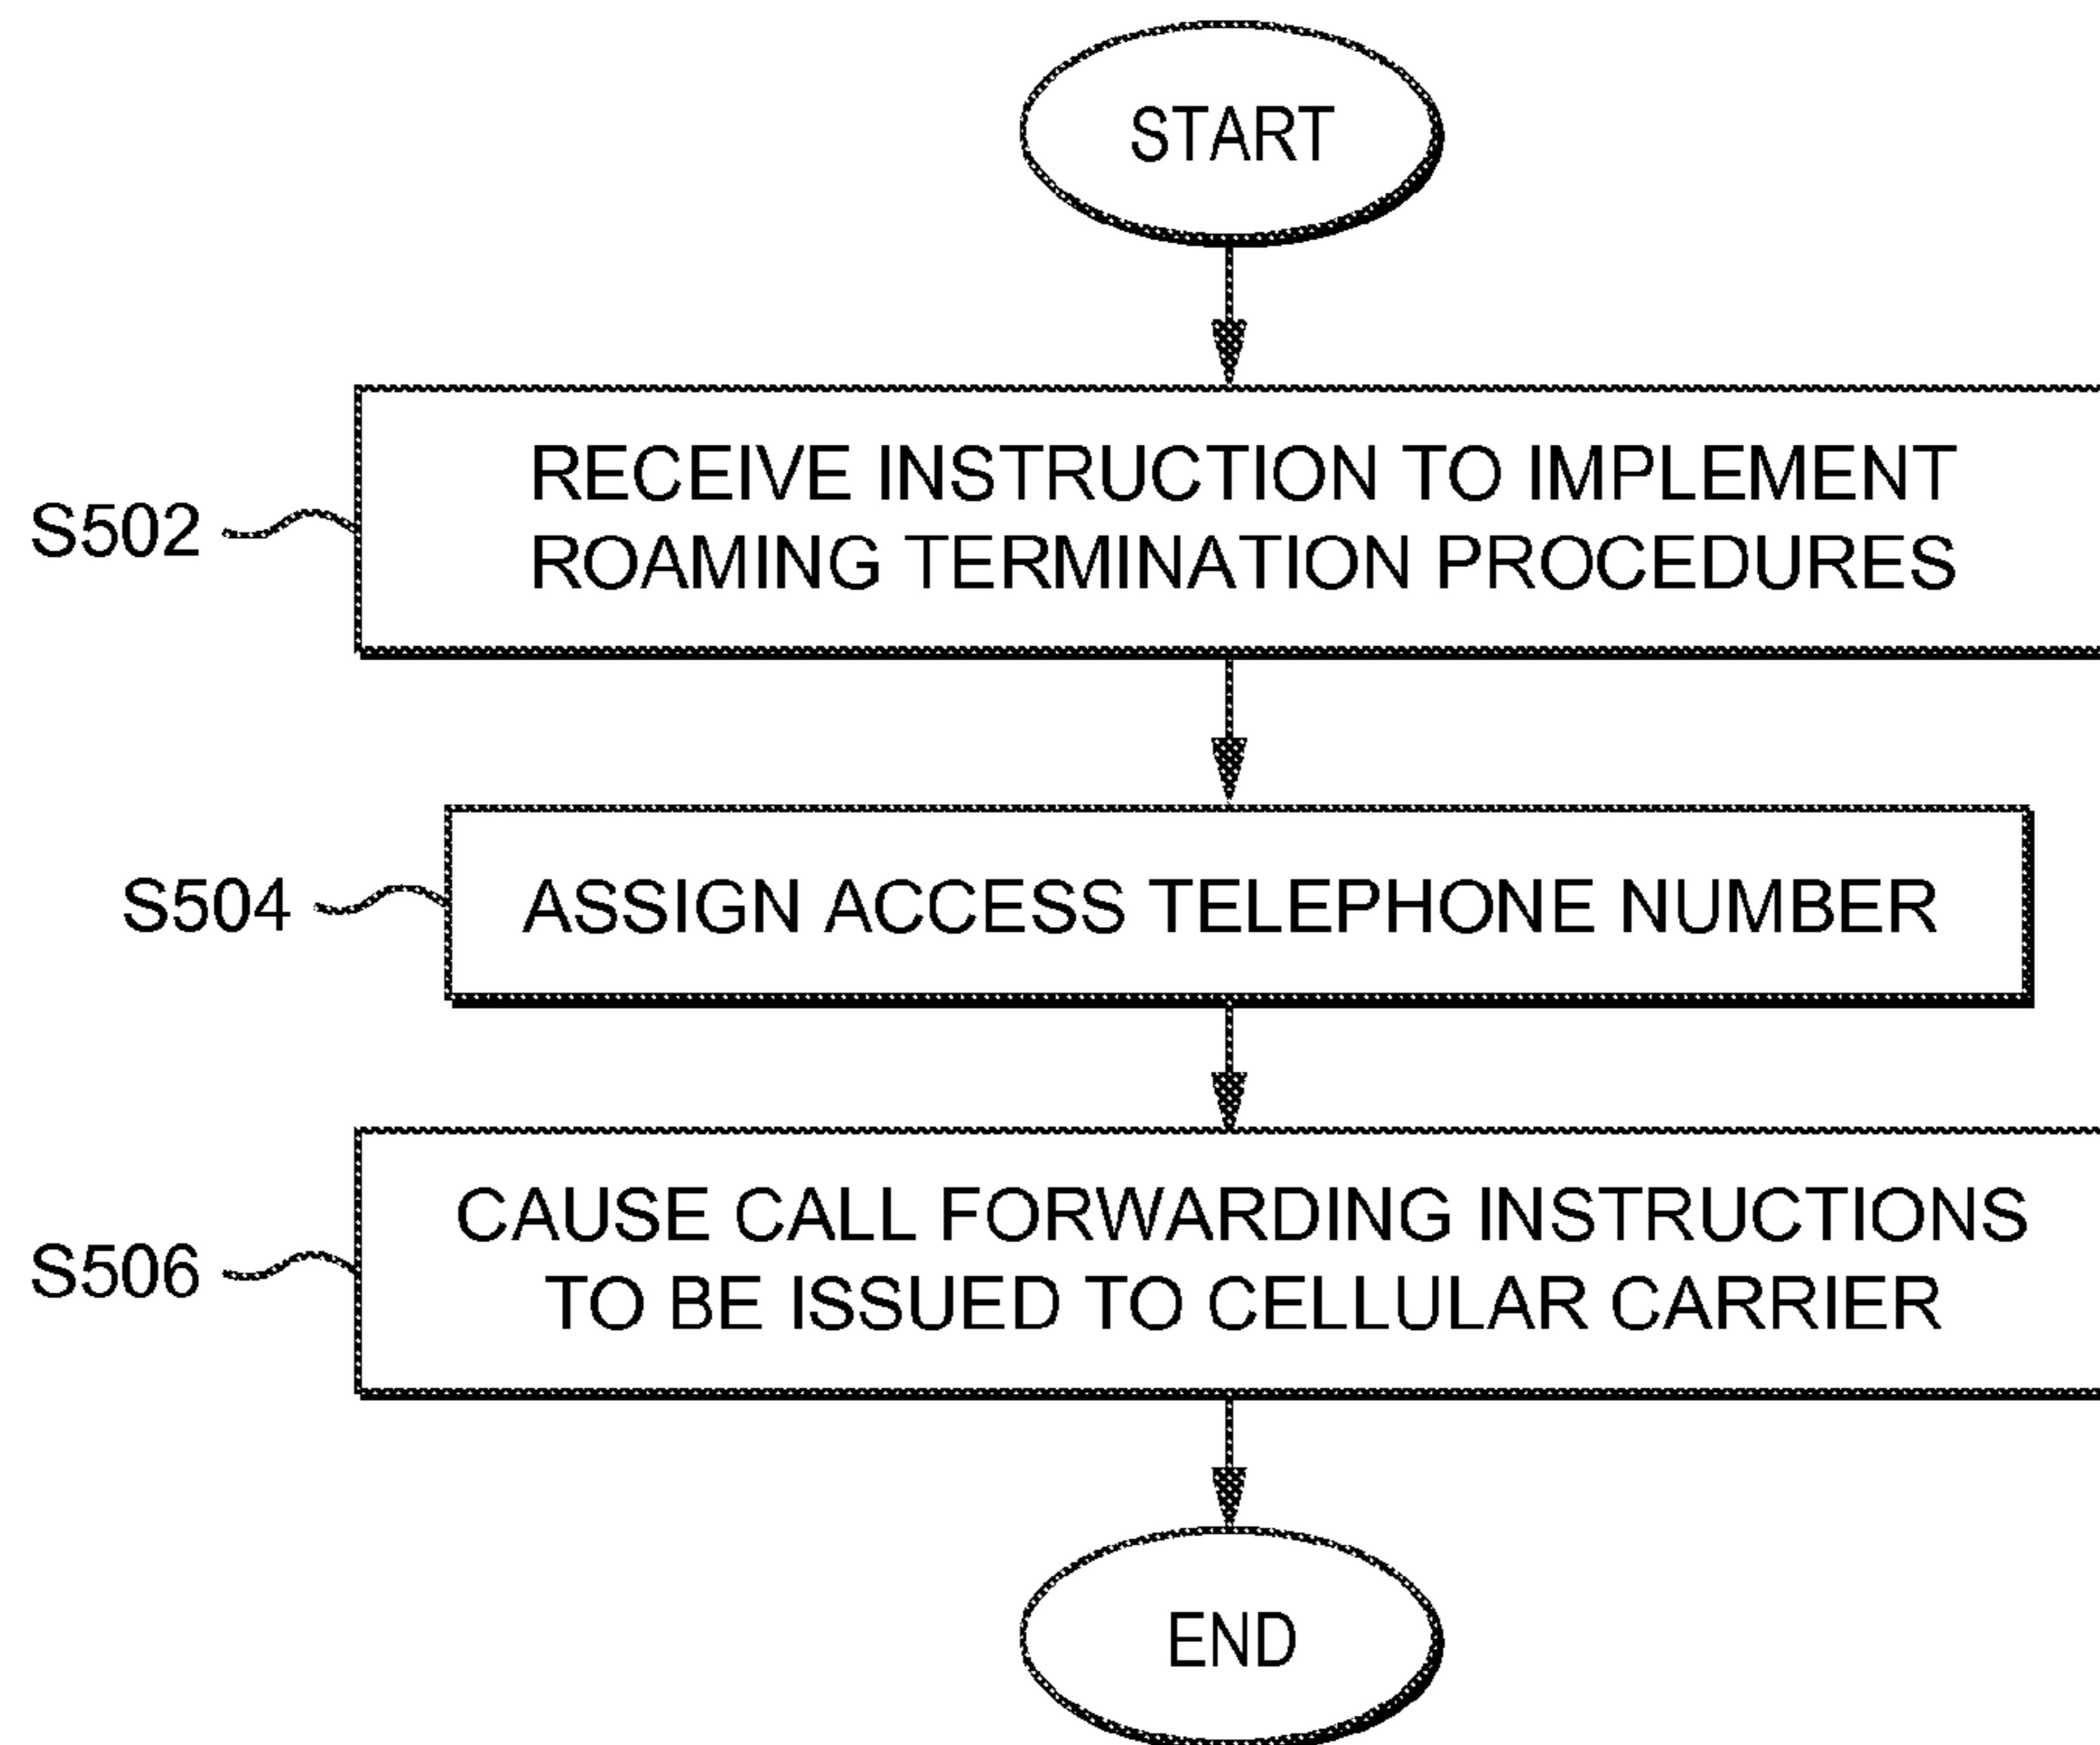 START
S502
RECEIVE INSTRUCTION TO IMPLEMENT
ROAMING TERMINATION PROCEDURES
S504
ASSIGN ACCESS TELEPHONE NUMBER
S506
CAUSE CALL FORWARDING INSTRUCTIONS
TO BE ISSUED TO CELLULAR CARRIER
END